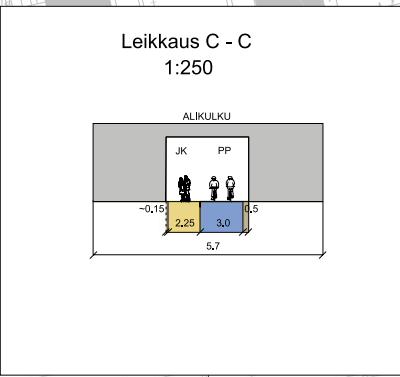 Leikkaus C - C
1:250
ALIKULKU
JK PP
~0.15 0.5
2.25 3.0
5.7